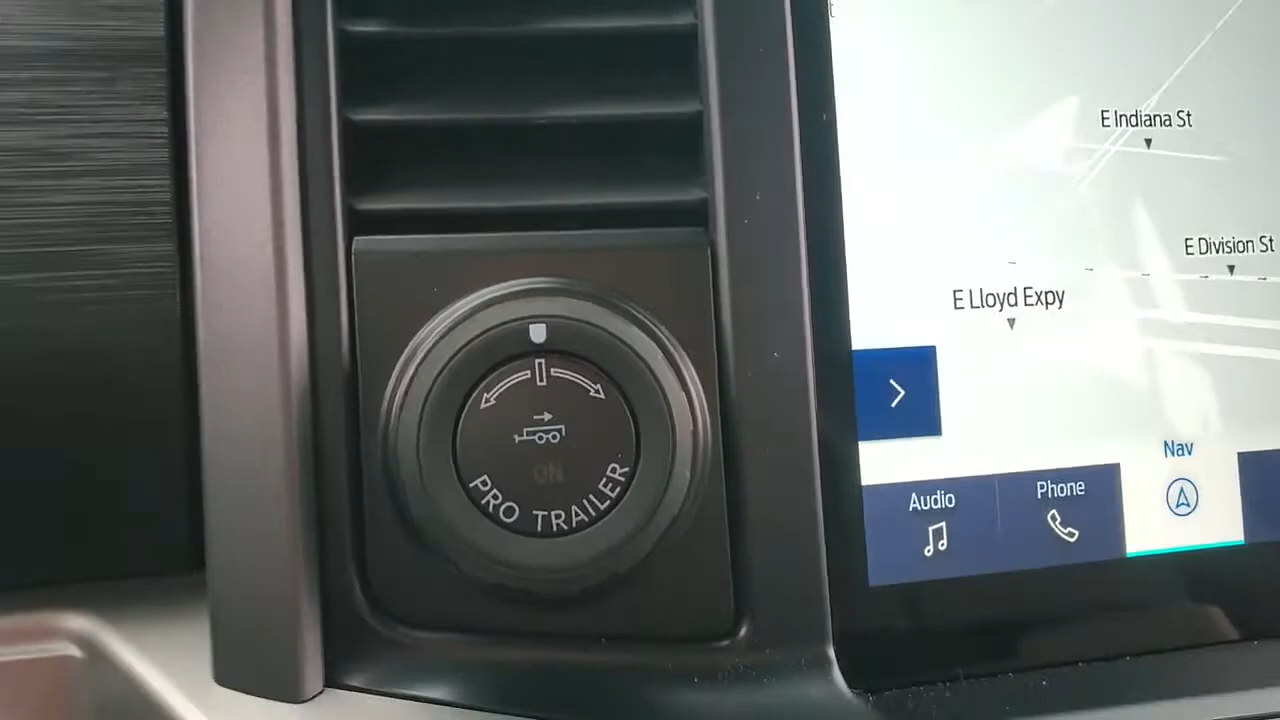 E Indiana St
E Division St
E Lloyd Expy
Nav
Audio
Phone
ON
PRO TRAILER